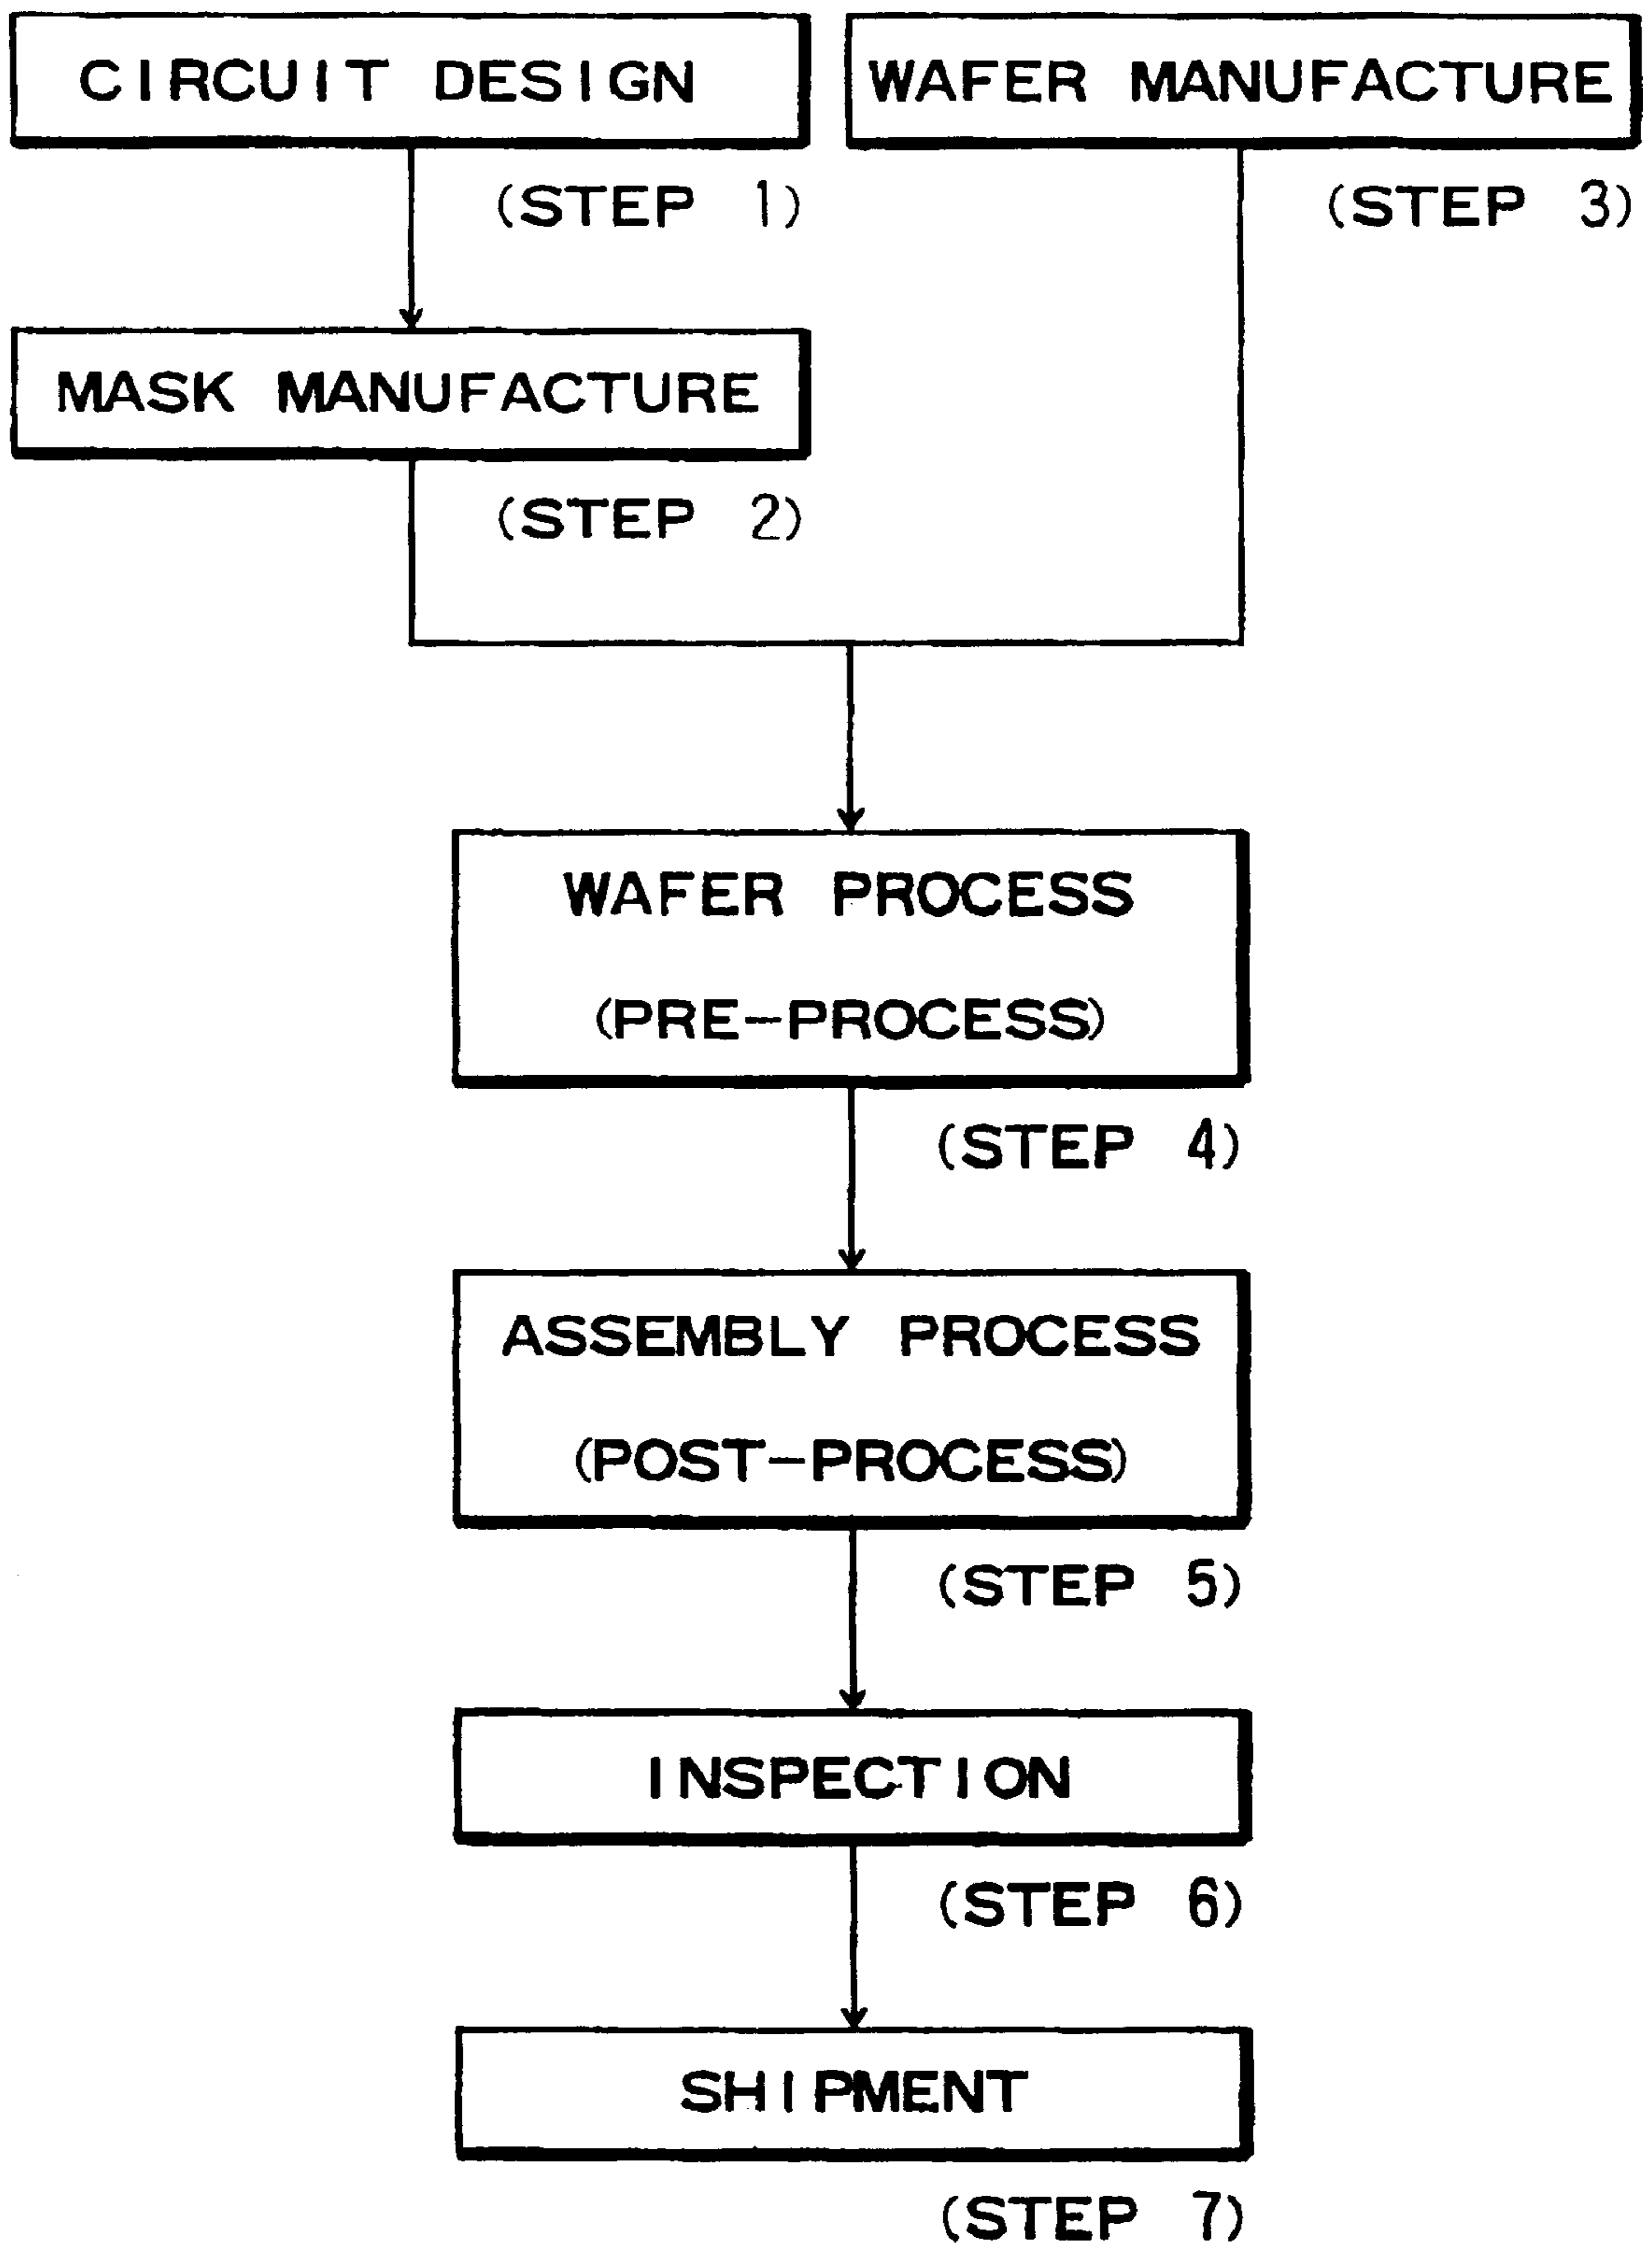 CIRCUIT DESIGN
(STEP 1)
WAFER MANUFACTURE
(STEP 3)
MASK MANUFACTURE
(STEP 2)
WAFER PROCESS
(PRE-PROCESS)
(STEP 4)
ASSEMBLY PROCESS
(POST-PROCESS)
(STEP 5)
INSPECTION
(STEP 6)
SHIPMENT
(STEP 7)